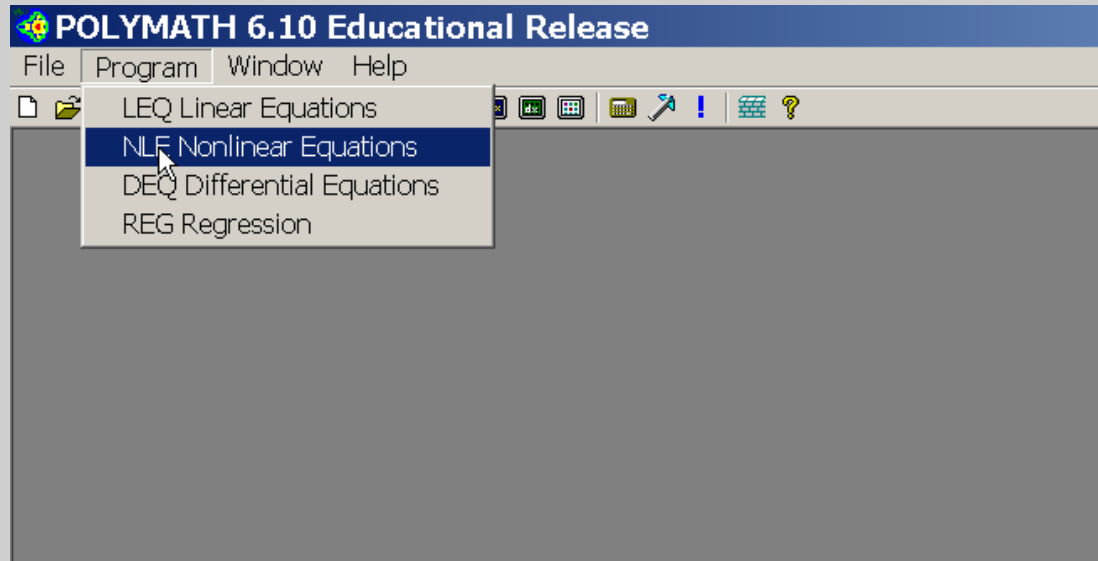 POLYMATH 6.10 Educational Release
File Program Window Help
LEQ Linear Equations
NLE Nonlinear Equations
DEQ Differential Equations
REG Regression